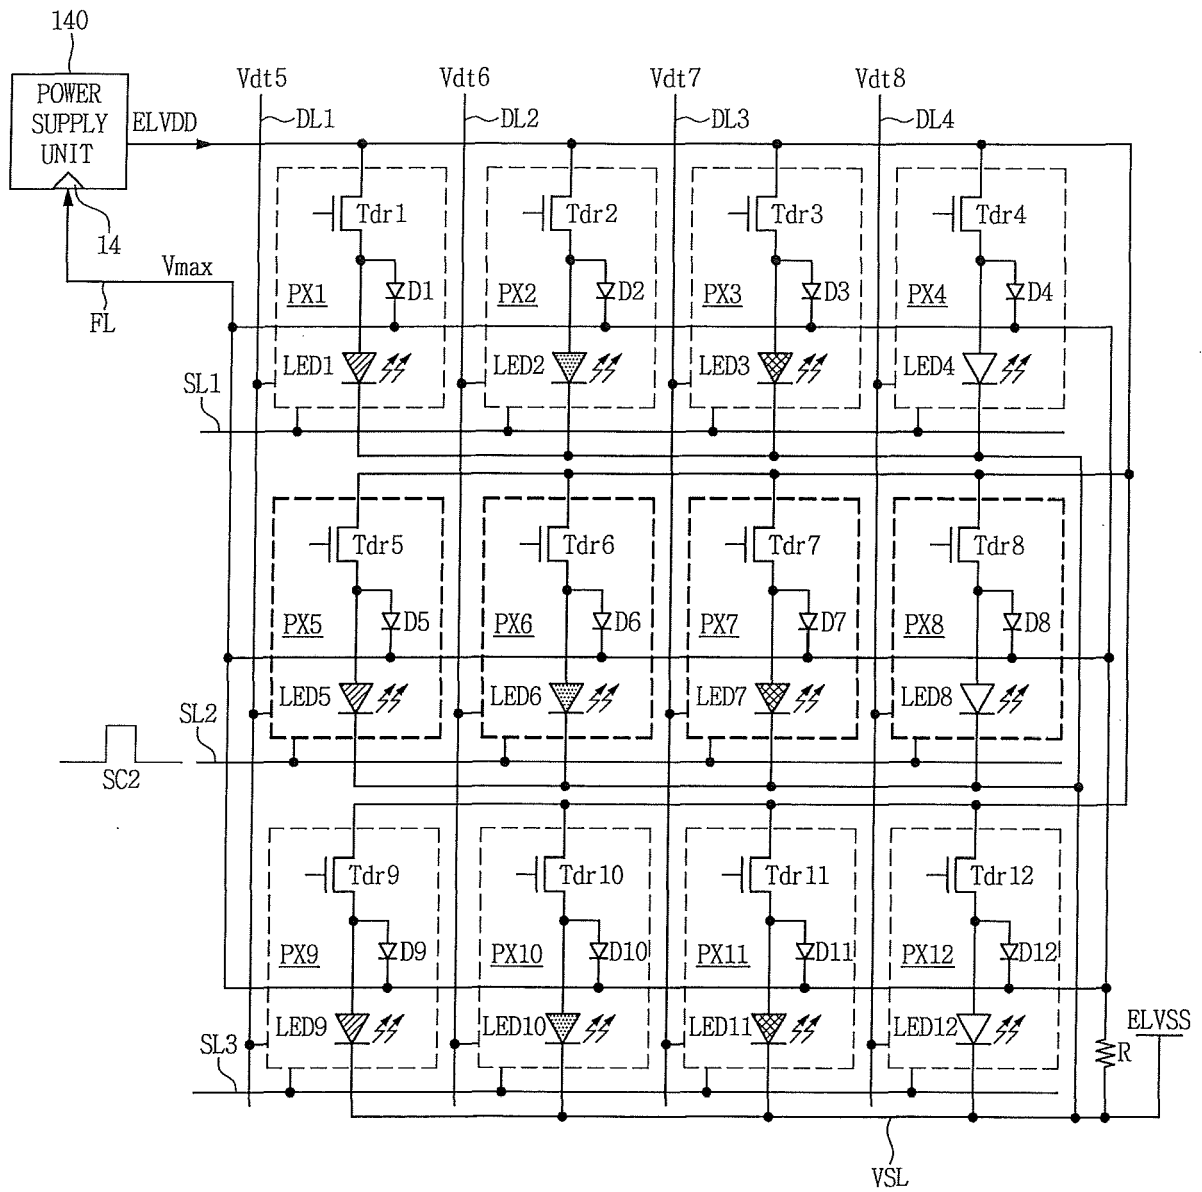 140
POWER
SUPPLY
UNIT
14
ELVDD
Vmax
FL
Vdt5
Vdt6
Vdt7
Vdt8
DL1
DL2
DL3
DL4
Tdr1
Tdr2
Tdr3
Tdr4
PX1
D1
PX2
D2
PX3
D3
PX4
D4
LED1
LED2
LED3
LED4
SL1
Tdr5
Tdr6
Tdr7
Tdr8
PX5
D5
PX6
D6
PX7
D7
PX8
D8
LED5
LED6
LED7
LED8
SL2
SC2
Tdr9
Tdr10
Tdr11
Tdr12
PX9
D9
PX10
D10
PX11
D11
PX12
D12
LED9
LED10
LED11
LED12
ELVSS
SL3
R
VSL